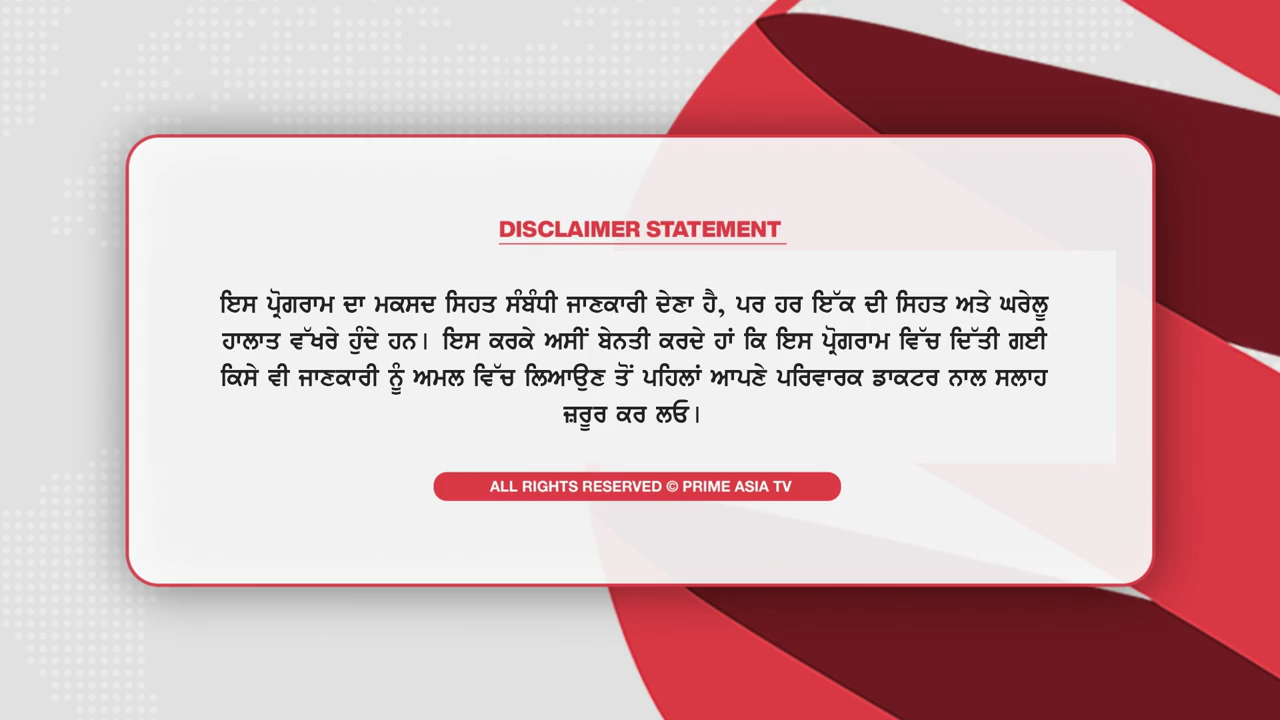 DISCLAIMER STATEMENT
ਇਸ ਪ੍ਰੋਗਰਾਮ ਦਾ ਮਕਸਦ ਸਿਹਤ ਸੰਬੰਧੀ ਜਾਣਕਾਰੀ ਦੇਣਾ ਹੈ, ਪਰ ਹਰ ਇੱਕ ਦੀ ਸਿਹਤ ਅਤੇ ਘਰੇਲੂ
ਹਾਲਾਤ ਵੱਖਰੇ ਹੁੰਦੇ ਹਨ। ਇਸ ਕਰਕੇ ਅਸੀਂ ਬੇਨਤੀ ਕਰਦੇ ਹਾਂ ਕਿ ਇਸ ਪ੍ਰੋਗਰਾਮ ਵਿੱਚ ਦਿੱਤੀ ਗਈ
ਕਿਸੇ ਵੀ ਜਾਣਕਾਰੀ ਨੂੰ ਅਮਲ ਵਿੱਚ ਲਿਆਉਣ ਤੋਂ ਪਹਿਲਾਂ ਆਪਣੇ ਪਰਿਵਾਰਕ ਡਾਕਟਰ ਨਾਲ ਸਲਾਹ
ਜ਼ਰੂਰ ਕਰ ਲਓ।
ALL RIGHTS RESERVED © PRIME ASIA TV